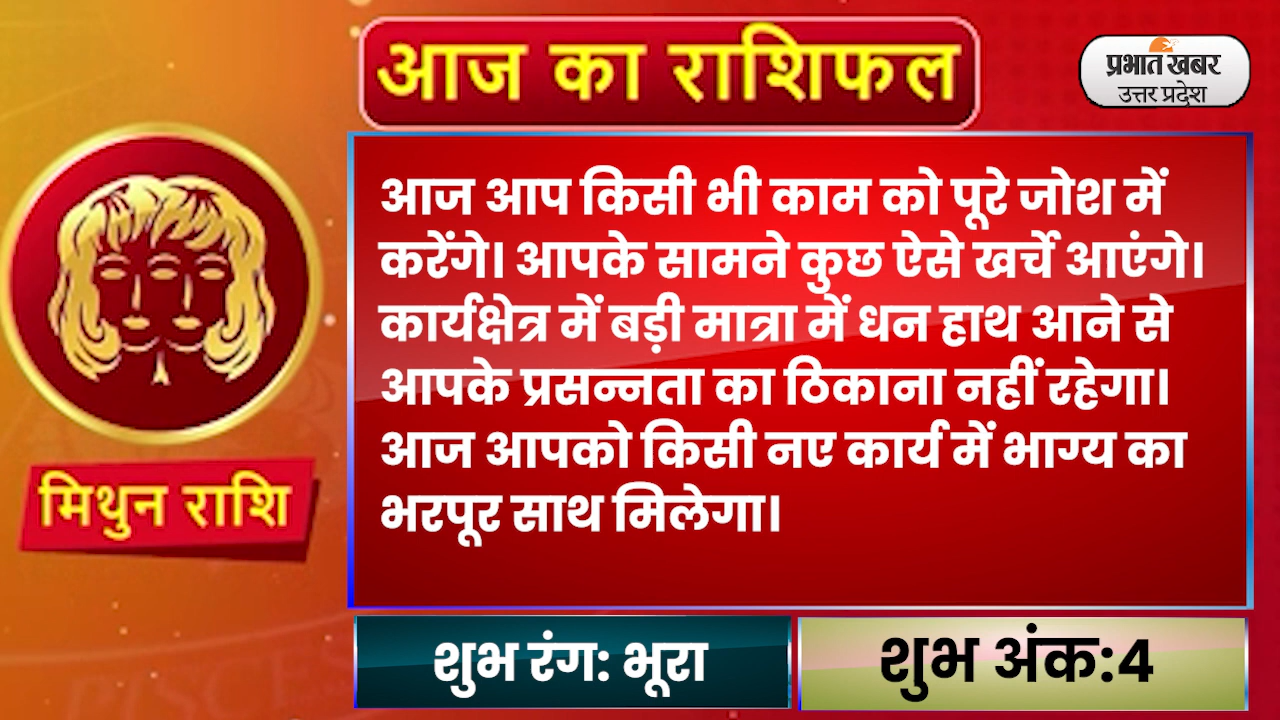 आज का राशिफल
प्रभात खबर
उत्तर प्रदेश
आज आप किसी भी काम को पूरे जोश में
करेंगे। आपके सामने कुछ ऐसे खर्चे आएंगे।
कार्यक्षेत्र में बड़ी मात्रा में धन हाथ आने से
आपके प्रसन्नता का ठिकाना नहीं रहेगा।
आज आपको किसी नए कार्य में भाग्य का
भरपूर साथ मिलेगा।
मिथुन राशि
शुभ रंग: भूरा
शुभ अंक:4
PISCES